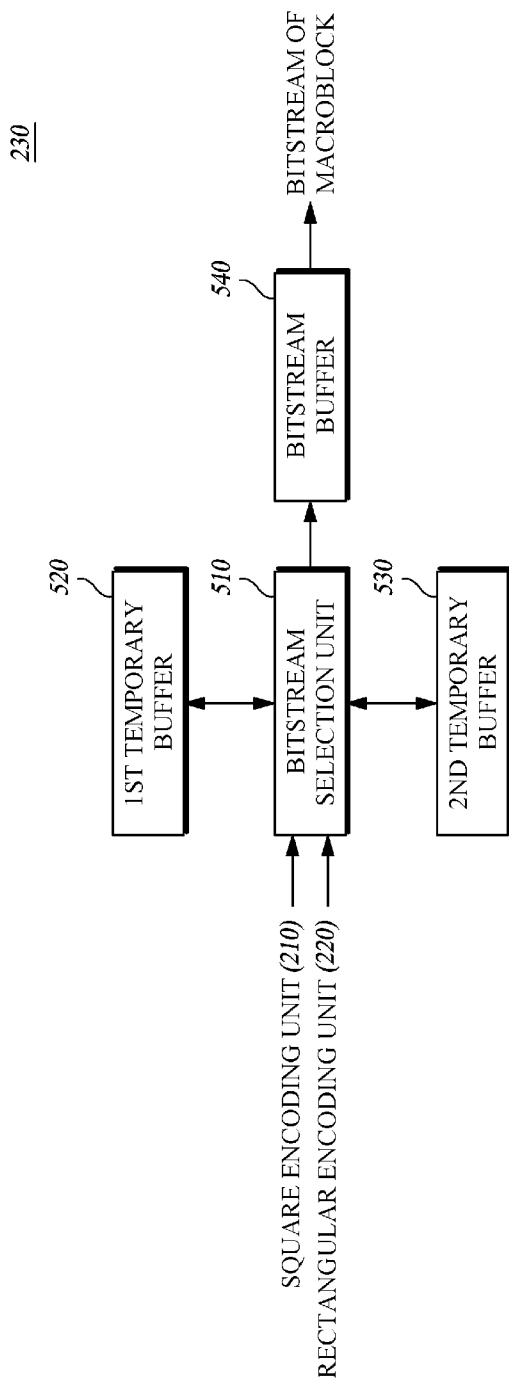 230
520
1ST TEMPORARY
BUFFER
SQUARE ENCODING UNIT (210)
RECTANGULAR ENCODING UNIT (220)
510
BITSTREAM
SELECTION UNIT
540
BITSTREAM
BUFFER
BITSTREAM OF
MACROBLOCK
530
2ND TEMPORARY
BUFFER